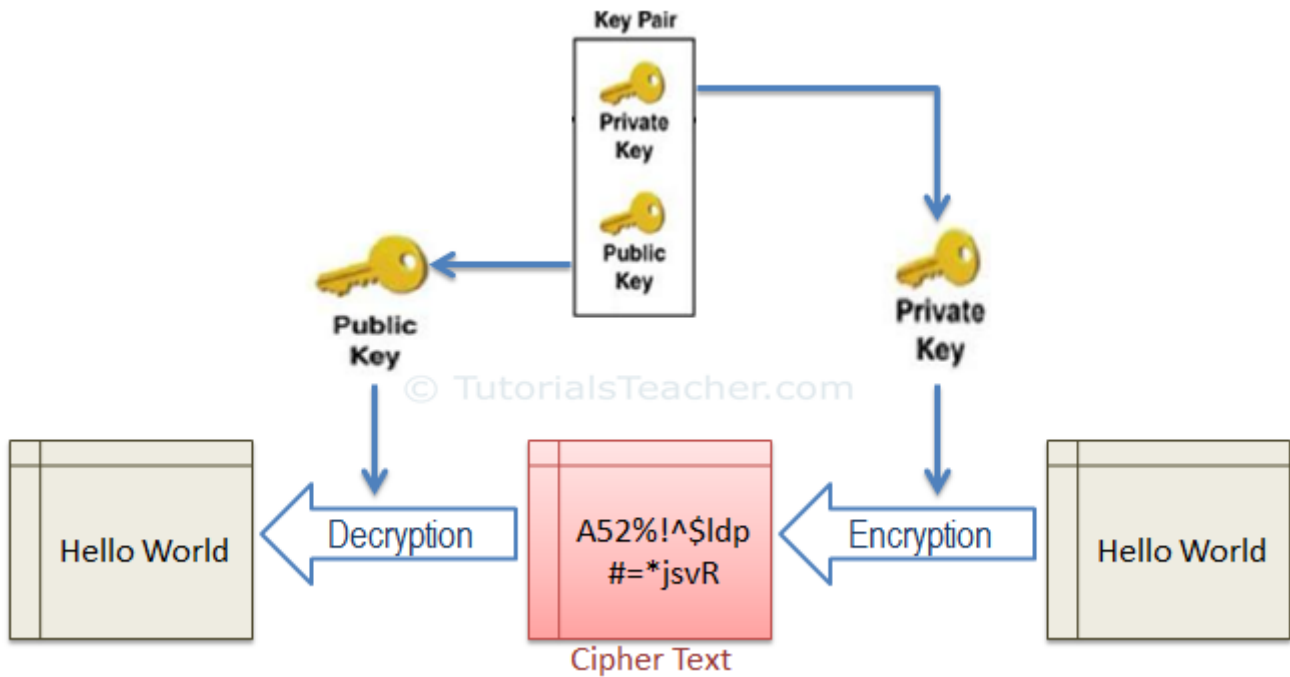 Key Pair
Private
Key
Public
Key
Public
Key
Private
Key
© TutorialsTeacher.com
Hello World
Decryption
A52%!^$ldp
#=*jsvR
Encryption
Hello World
Cipher Text